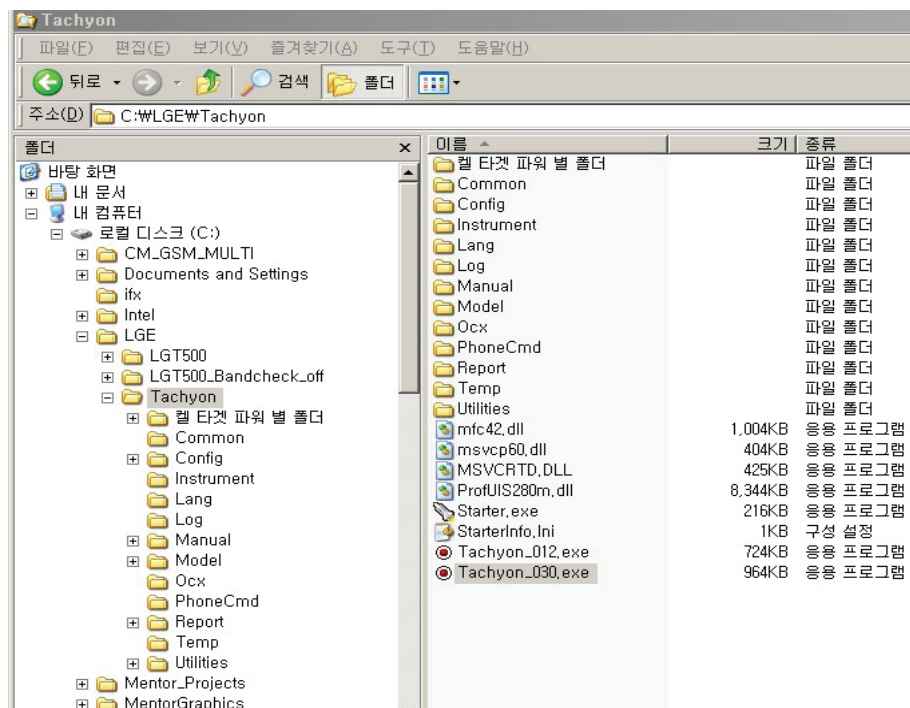 Tachyon
파일(F) 편집(E) 보기(V) 즐겨찾기(A) 도구(T) 도움말(H)
뒤로 검색 폴더
주소(D) C:₩LGE₩Tachyon
폴더
바탕 화면
내 문서
내 컴퓨터
로컬 디스크 (C:)
CM_GSM_MULTI
Documents and Settings
ifx
Intel
LGE
LGT500
LGT500_Bandcheck_off
Tachyon
켈 타겟 파워 별 폴더
Common
Config
Instrument
Lang
Log
Manual
Model
Ocx
PhoneCmd
Report
Temp
Utilities
Mentor_Projects
MentorGraphics
이름 크기 종류
켈 타겟 파워 별 폴더 파일 폴더
Common 파일 폴더
Config 파일 폴더
Instrument 파일 폴더
Lang 파일 폴더
Log 파일 폴더
Manual 파일 폴더
Model 파일 폴더
Ocx 파일 폴더
PhoneCmd 파일 폴더
Report 파일 폴더
Temp 파일 폴더
Utilities 파일 폴더
mfc42.dll 1,004KB 응용 프로그램
msvcp60.dll 404KB 응용 프로그램
MSVCRTD.DLL 425KB 응용 프로그램
ProfUIS280m.dll 8,344KB 응용 프로그램
Starter.exe 216KB 응용 프로그램
StarterInfo.Ini 1KB 구성 설정
Tachyon_012.exe 724KB 응용 프로그램
Tachyon_030.exe 964KB 응용 프로그램